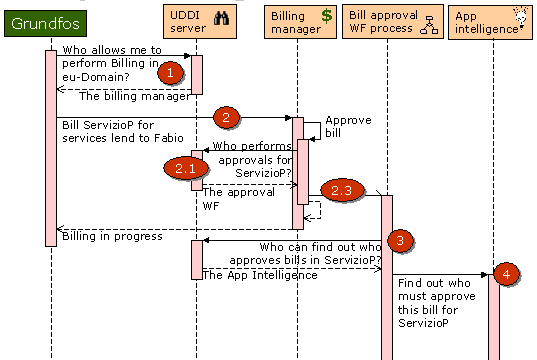 Grundfos
UDDI
server
Billing
manager
$
Bill approval
WF process
App
intelligence
Who allows me to
perform Billing in
eu-Domain?
1
The billing manager
2
Bill ServizioP for
services lend to Fabio
Approve
bill
Who performs
approvals for
ServizioP?
2.1
The approval
WF
2.3
Billing in progress
3
Who can find out who
approves bills in ServizioP?
The App Intelligence
4
Find out who
must approve
this bill for
ServizioP